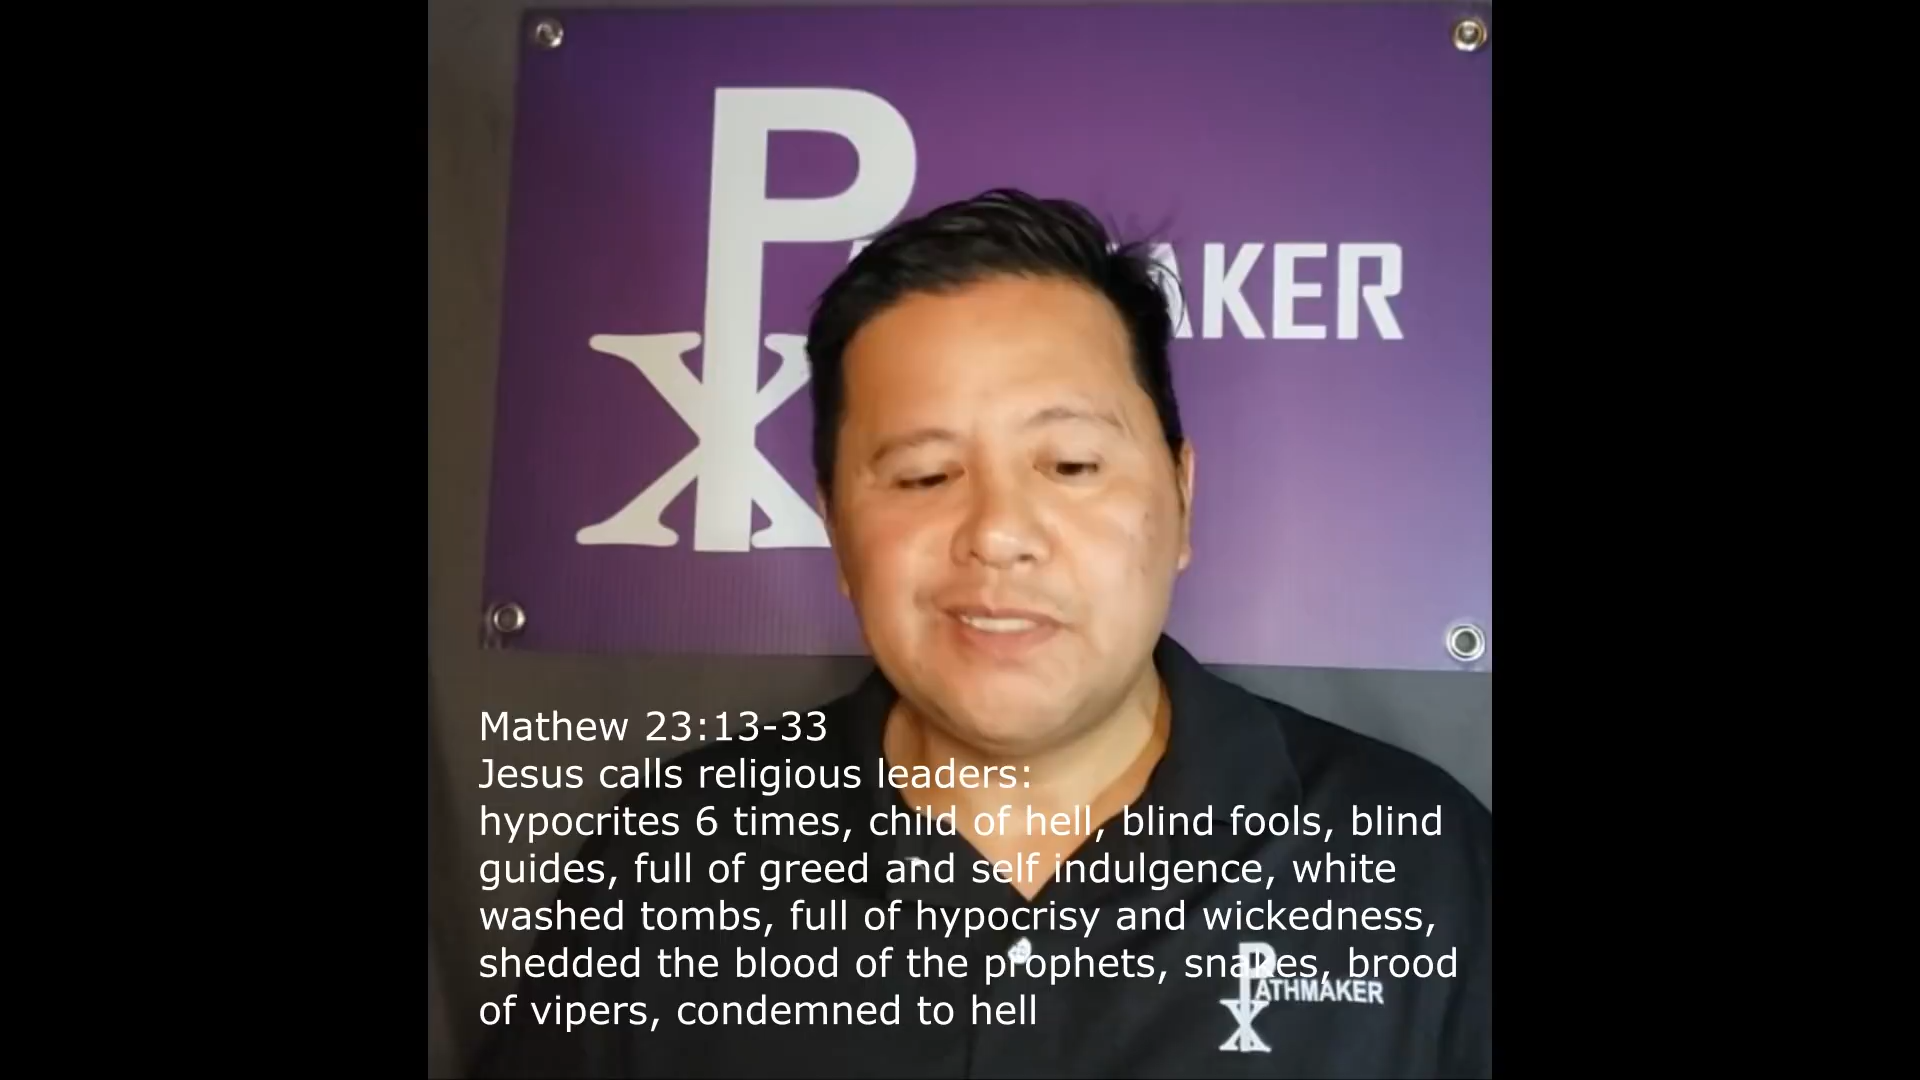 PATHMAKER
X
Mathew 23:13-33
Jesus calls religious leaders:
hypocrites 6 times, child of hell, blind fools, blind
guides, full of greed and self indulgence, white
washed tombs, full of hypocrisy and wickedness,
shedded the blood of the prophets, snakes, brood
of vipers, condemned to hell
PATHMAKER
X